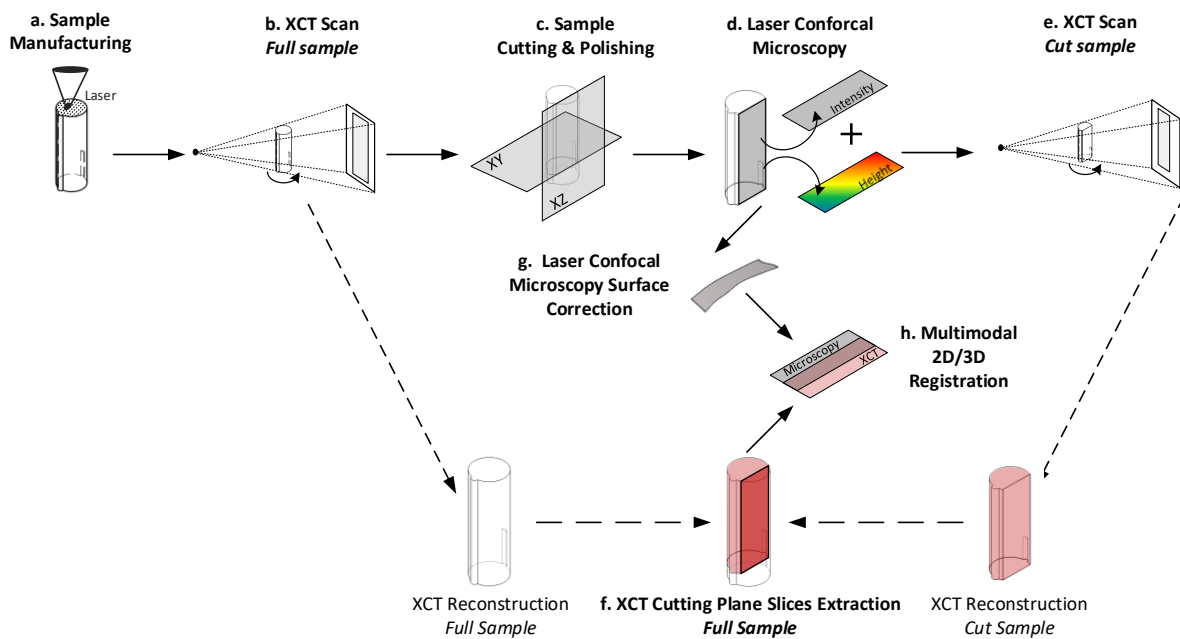 a. Sample
Manufacturing
Laser
b. XCT Scan
Full sample
c. Sample
Cutting & Polishing
XY
XZ
d. Laser Conforcal
Microscopy
Intensity
+
Height
e. XCT Scan
Cut sample
g. Laser Confocal
Microscopy Surface
Correction
Microscopy
XCT
h. Multimodal
2D/3D
Registration
XCT Reconstruction
Full Sample
f. XCT Cutting Plane Slices Extraction
Full Sample
XCT Reconstruction
Cut Sample